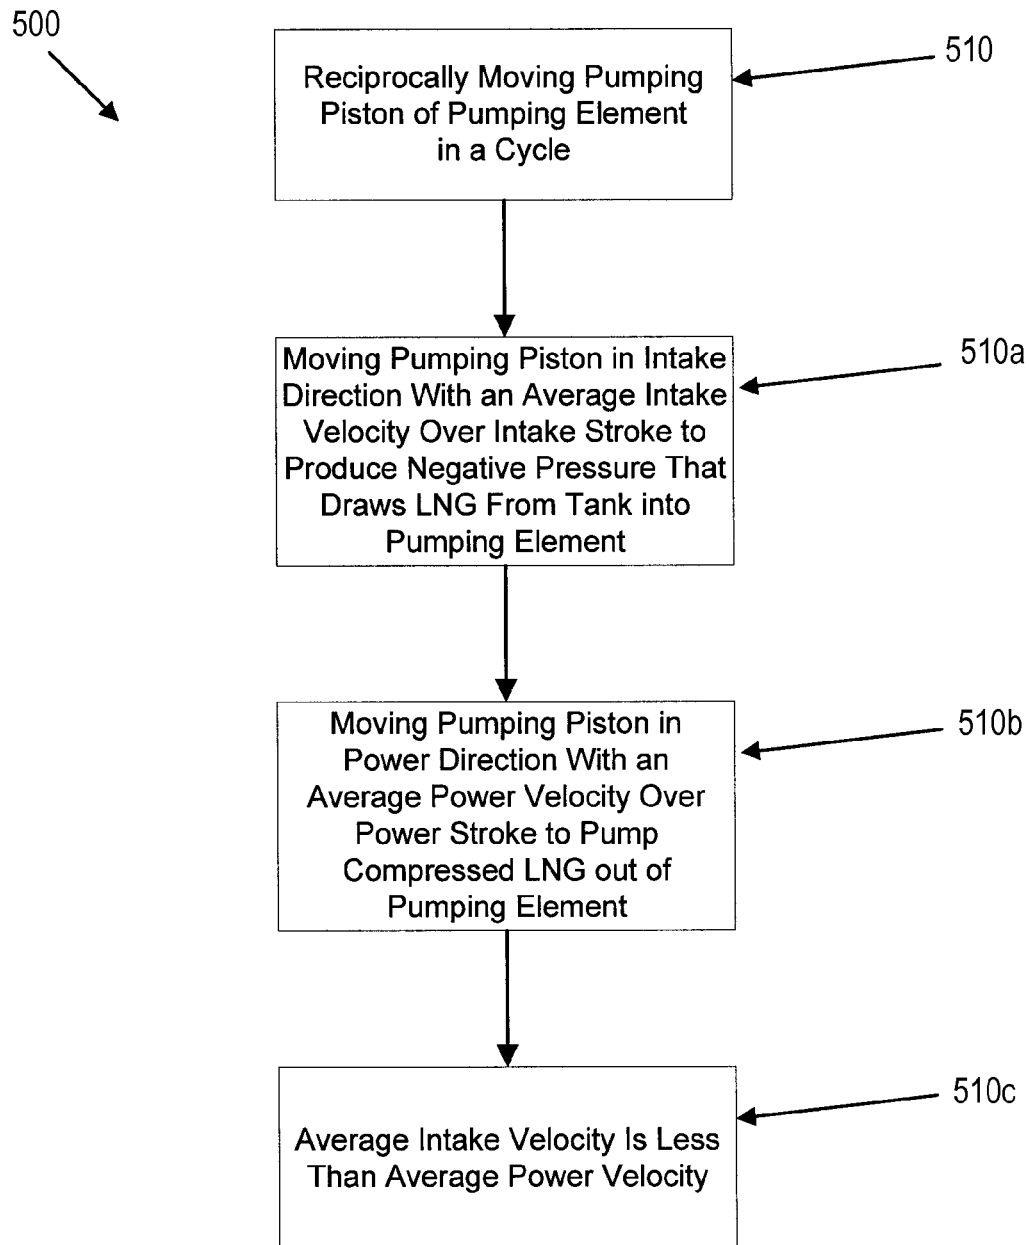 500
510
Reciprocally Moving Pumping
Piston of Pumping Element
in a Cycle
510a
Moving Pumping Piston in Intake
Direction With an Average Intake
Velocity Over Intake Stroke to
Produce Negative Pressure That
Draws LNG From Tank into
Pumping Element
510b
Moving Pumping Piston in
Power Direction With an
Average Power Velocity Over
Power Stroke to Pump
Compressed LNG out of
Pumping Element
510c
Average Intake Velocity Is Less
Than Average Power Velocity